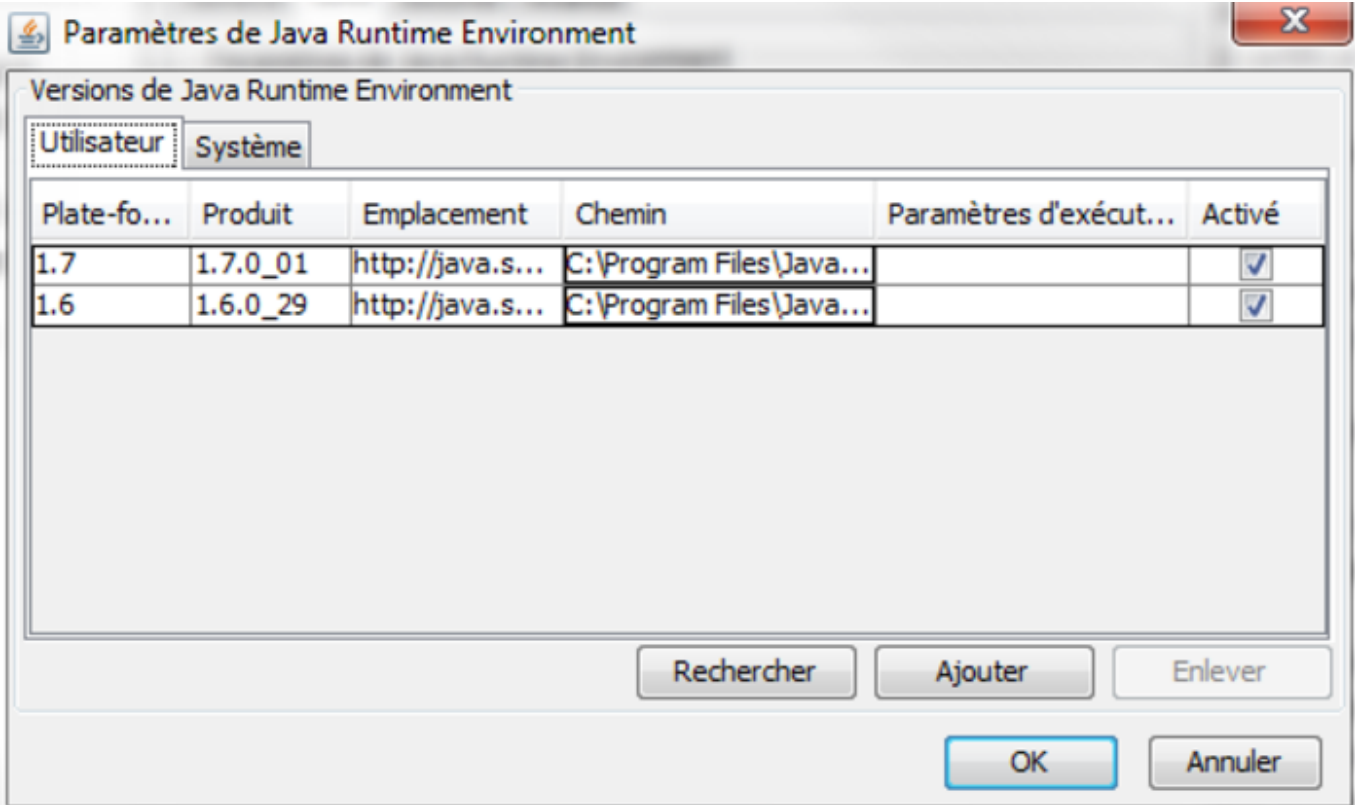 Paramètres de Java Runtime Environment
Versions de Java Runtime Environment
Utilisateur Système
Plate-fo... Produit Emplacement Chemin Paramètres d'exécut... Activé
1.7 1.7.0_01 http://java.s... C:\Program Files\Java...
1.6 1.6.0_29 http://java.s... C:\Program Files\Java...
Rechercher Ajouter Enlever
OK Annuler